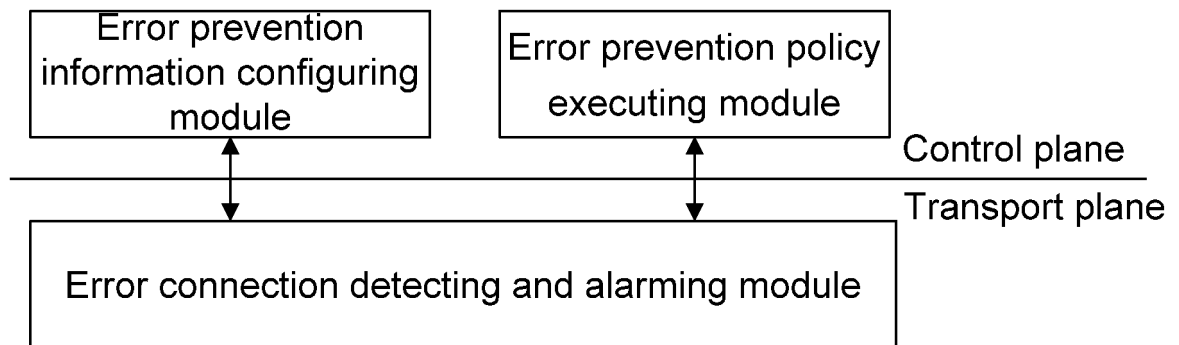 Error prevention
information configuring
module
Error prevention policy
executing module
Control plane
Transport plane
Error connection detecting and alarming module